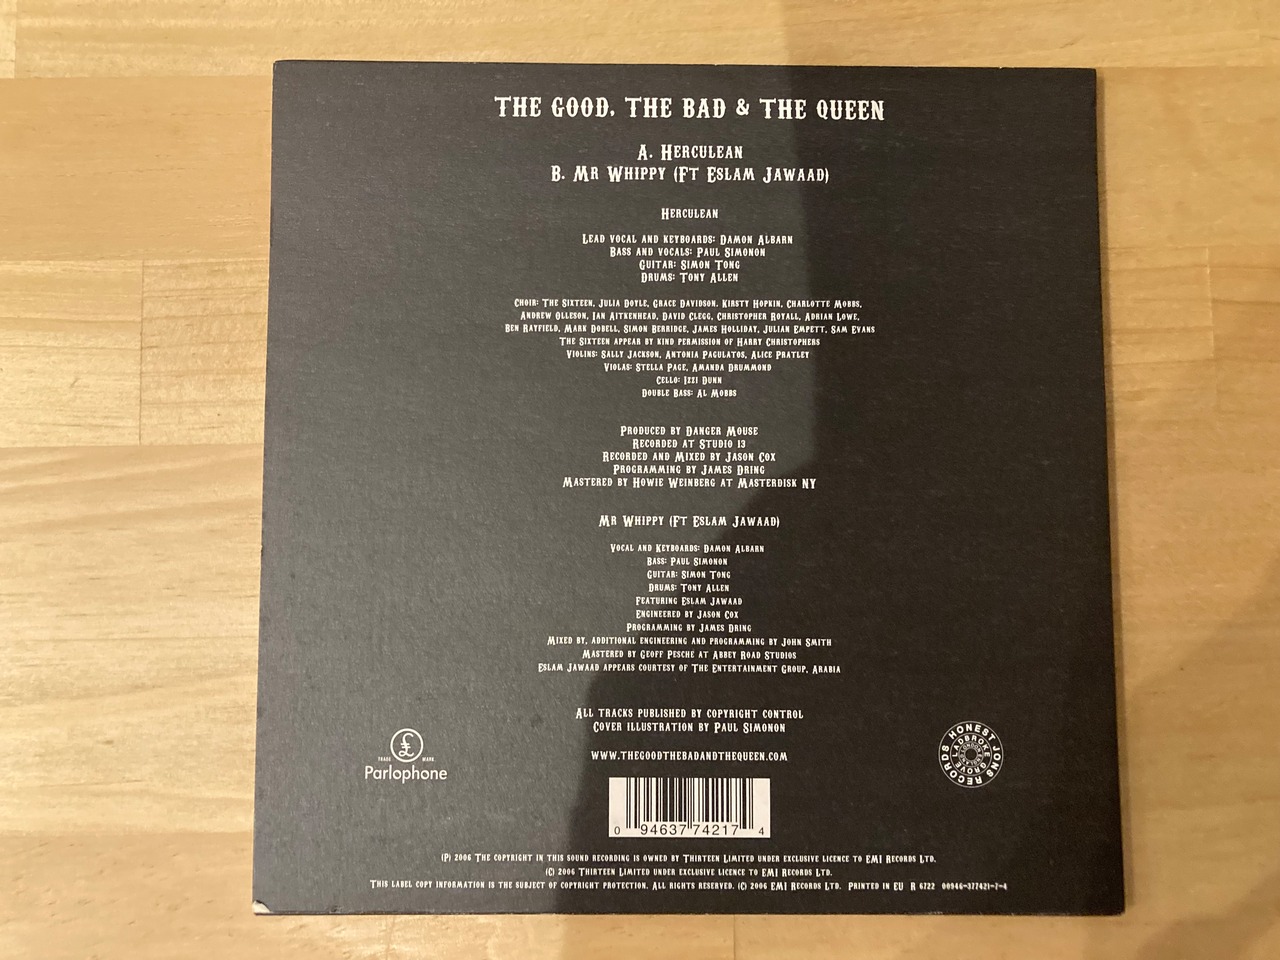 THE GOOD, THE BAD & THE QUEEN
A. HERCULEAN
B. MR WHIPPY (FT ESLAM JAWAAD)
HERCULEAN
LEAD VOCAL AND KEYBOARDS: DAMON ALBARN
BASS AND VOCALS: PAUL SIMONON
GUITAR: SIMON TONG
DRUMS: TONY ALLEN
CHOIR: THE SIXTEEN, JULIA DOYLE, GRACE DAVIDSON, KIRSTY HOPKIN, CHARLOTTE MOBBS,
ANDREW OLLESON, IAN AITKENHEAD, DAVID CLEGG, CHRISTOPHER ROYALL, ADRIAN LOWE,
BEN RAYFIELD, MARK DOBELL, SIMON BERRIDGE, JAMES HOLLIDAY, JULIAN EMPETT, SAM EVANS
THE SIXTEEN APPEAR BY KIND PERMISSION OF HARRY CHRISTOPHERS
VIOLINS: SALLY JACKSON, ANTONIA PAGULATOS, ALICE PRATLEY
VIOLAS: STELLA PAGE, AMANDA DRUMMOND
CELLO: IZZI DUNN
DOUBLE BASS: AL MOBBS
PRODUCED BY DANGER MOUSE
RECORDED AT STUDIO 13
RECORDED AND MIXED BY JASON COX
PROGRAMMING BY JAMES DRING
MASTERED BY HOWIE WEINBERG AT MASTERDISK NY
MR WHIPPY (FT ESLAM JAWAAD)
VOCAL AND KEYBOARDS: DAMON ALBARN
BASS: PAUL SIMONON
GUITAR: SIMON TONG
DRUMS: TONY ALLEN
FEATURING ESLAM JAWAAD
ENGINEERED BY JASON COX
PROGRAMMING BY JAMES DRING
MIXED BY, ADDITIONAL ENGINEERING AND PROGRAMMING BY JOHN SMITH
MASTERED BY GEOFF PESCHE AT ABBEY ROAD STUDIOS
ESLAM JAWAAD APPEARS COURTESY OF THE ENTERTAINMENT GROUP, ARABIA
ALL TRACKS PUBLISHED BY COPYRIGHT CONTROL
COVER ILLUSTRATION BY PAUL SIMONON
WWW.THEGOODTHEBADANDTHEQUEEN.COM
£
TRADE MARK
Parlophone
HONEST JONS RECORDS
LADBROKE GROVE
0 94637 74217 4
(P) 2006 THE COPYRIGHT IN THIS SOUND RECORDING IS OWNED BY THIRTEEN LIMITED UNDER EXCLUSIVE LICENCE TO EMI RECORDS LTD.
(C) 2006 THIRTEEN LIMITED UNDER EXCLUSIVE LICENCE TO EMI RECORDS LTD.
THIS LABEL COPY INFORMATION IS THE SUBJECT OF COPYRIGHT PROTECTION. ALL RIGHTS RESERVED. (C) 2006 EMI RECORDS LTD. PRINTED IN EU R 6722 00946-377421-7-4